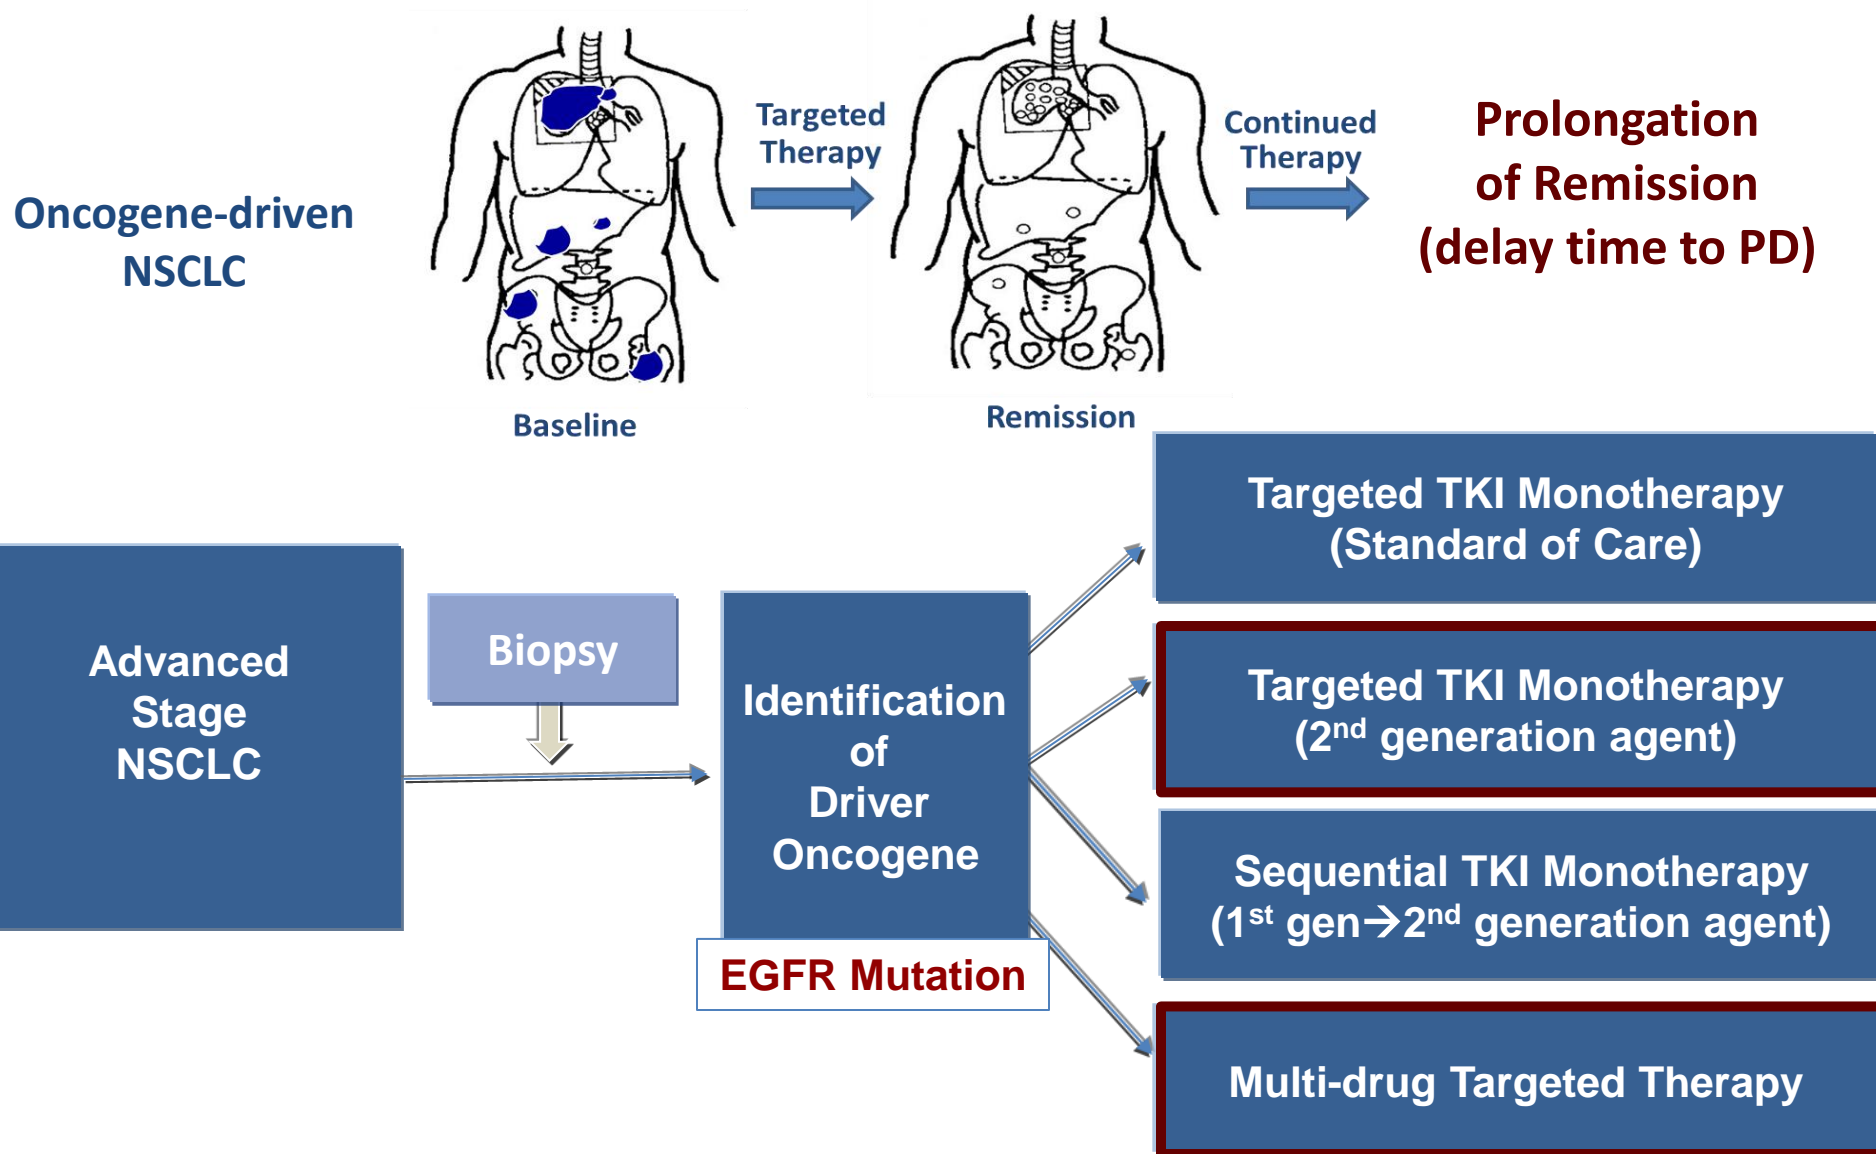 Oncogene-driven
NSCLC
Baseline
Targeted
Therapy
Remission
Continued
Therapy
Prolongation
of Remission
(delay time to PD)
Advanced
Stage
NSCLC
Biopsy
Identification
of
Driver
Oncogene
EGFR Mutation
Targeted TKI Monotherapy
(Standard of Care)
Targeted TKI Monotherapy
(2nd generation agent)
Sequential TKI Monotherapy
(1st gen→2nd generation agent)
Multi-drug Targeted Therapy